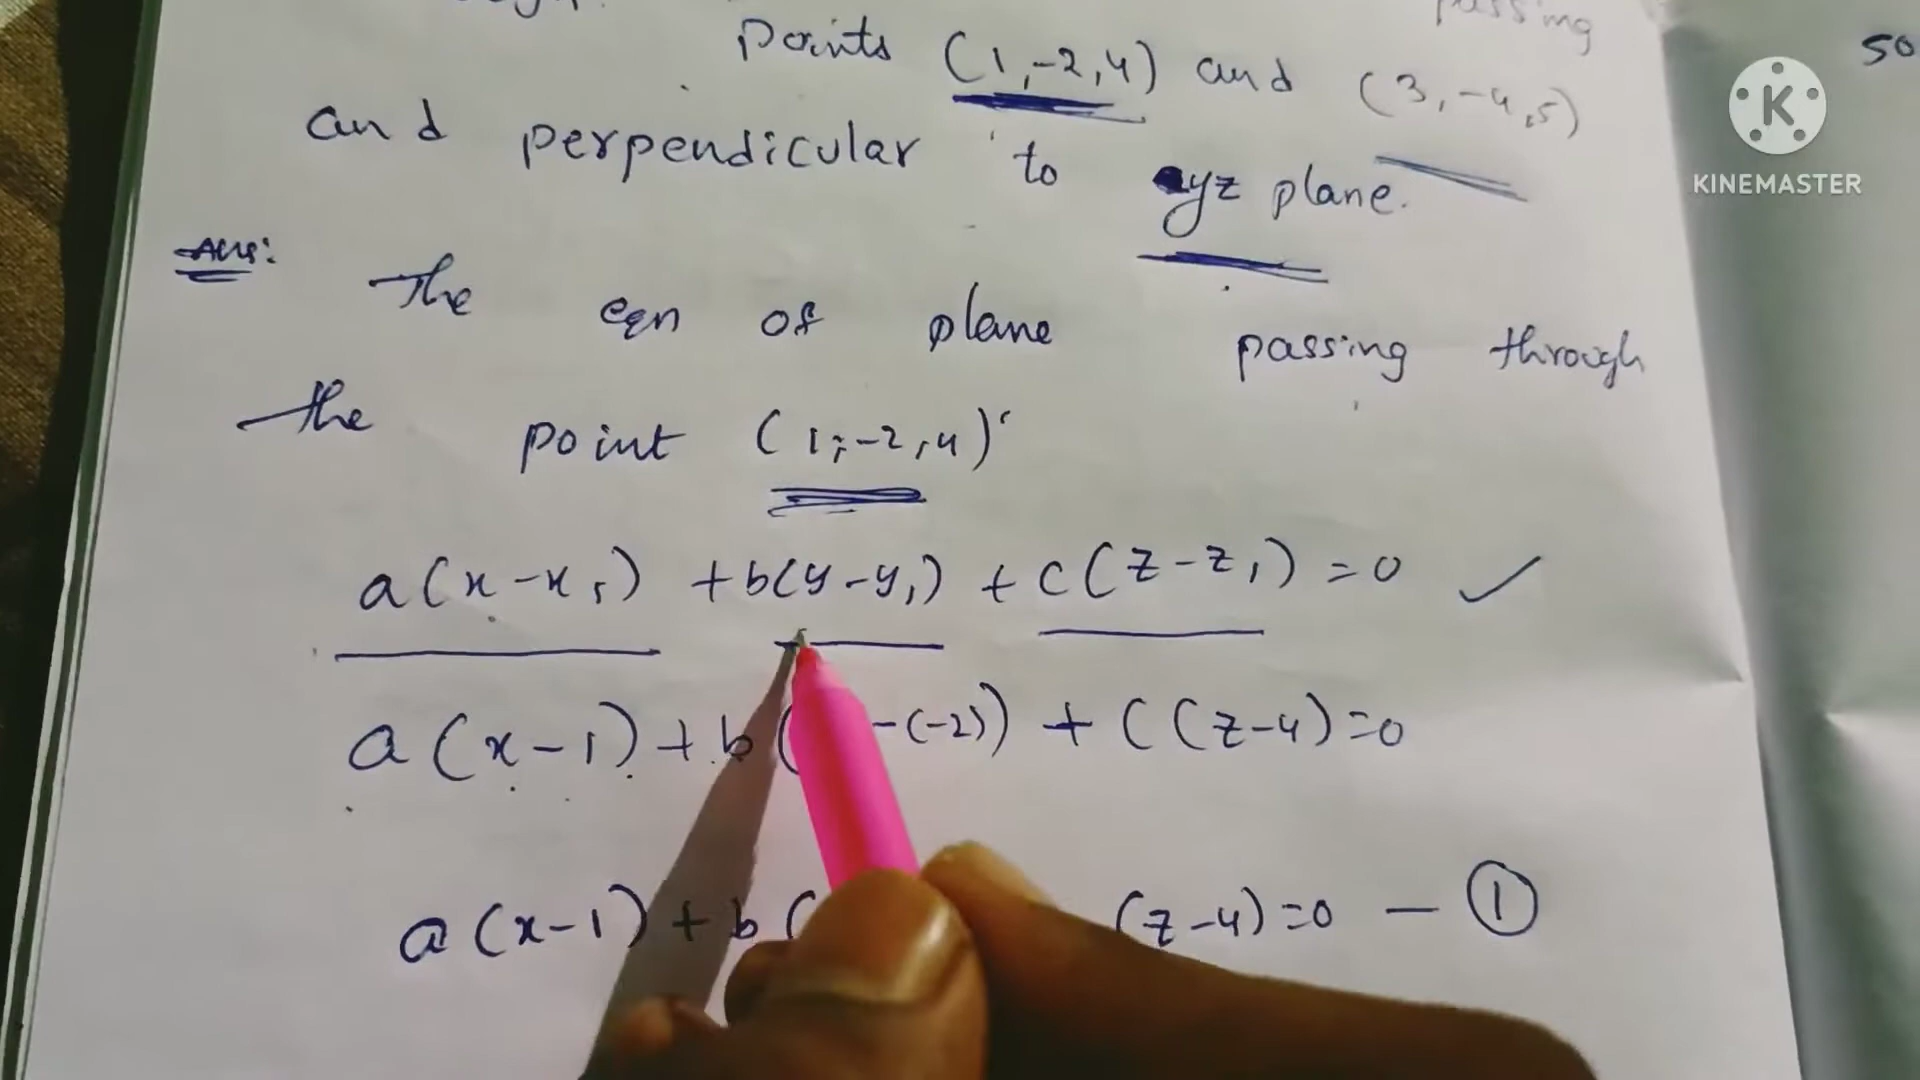 passing
points (1,-2,4) and (3,-4,5)
50
and perpendicular to yz plane.
KINEMASTER
Ans: The eqn of plane passing through
the point (1,-2,4)
a(x-x₁) +b(y-y₁) + c(z-z₁) =0 ✓
a(x-1)+b( -(-2)) + c(z-4)=0
a(x-1)+b( (z-4)=0 — ①